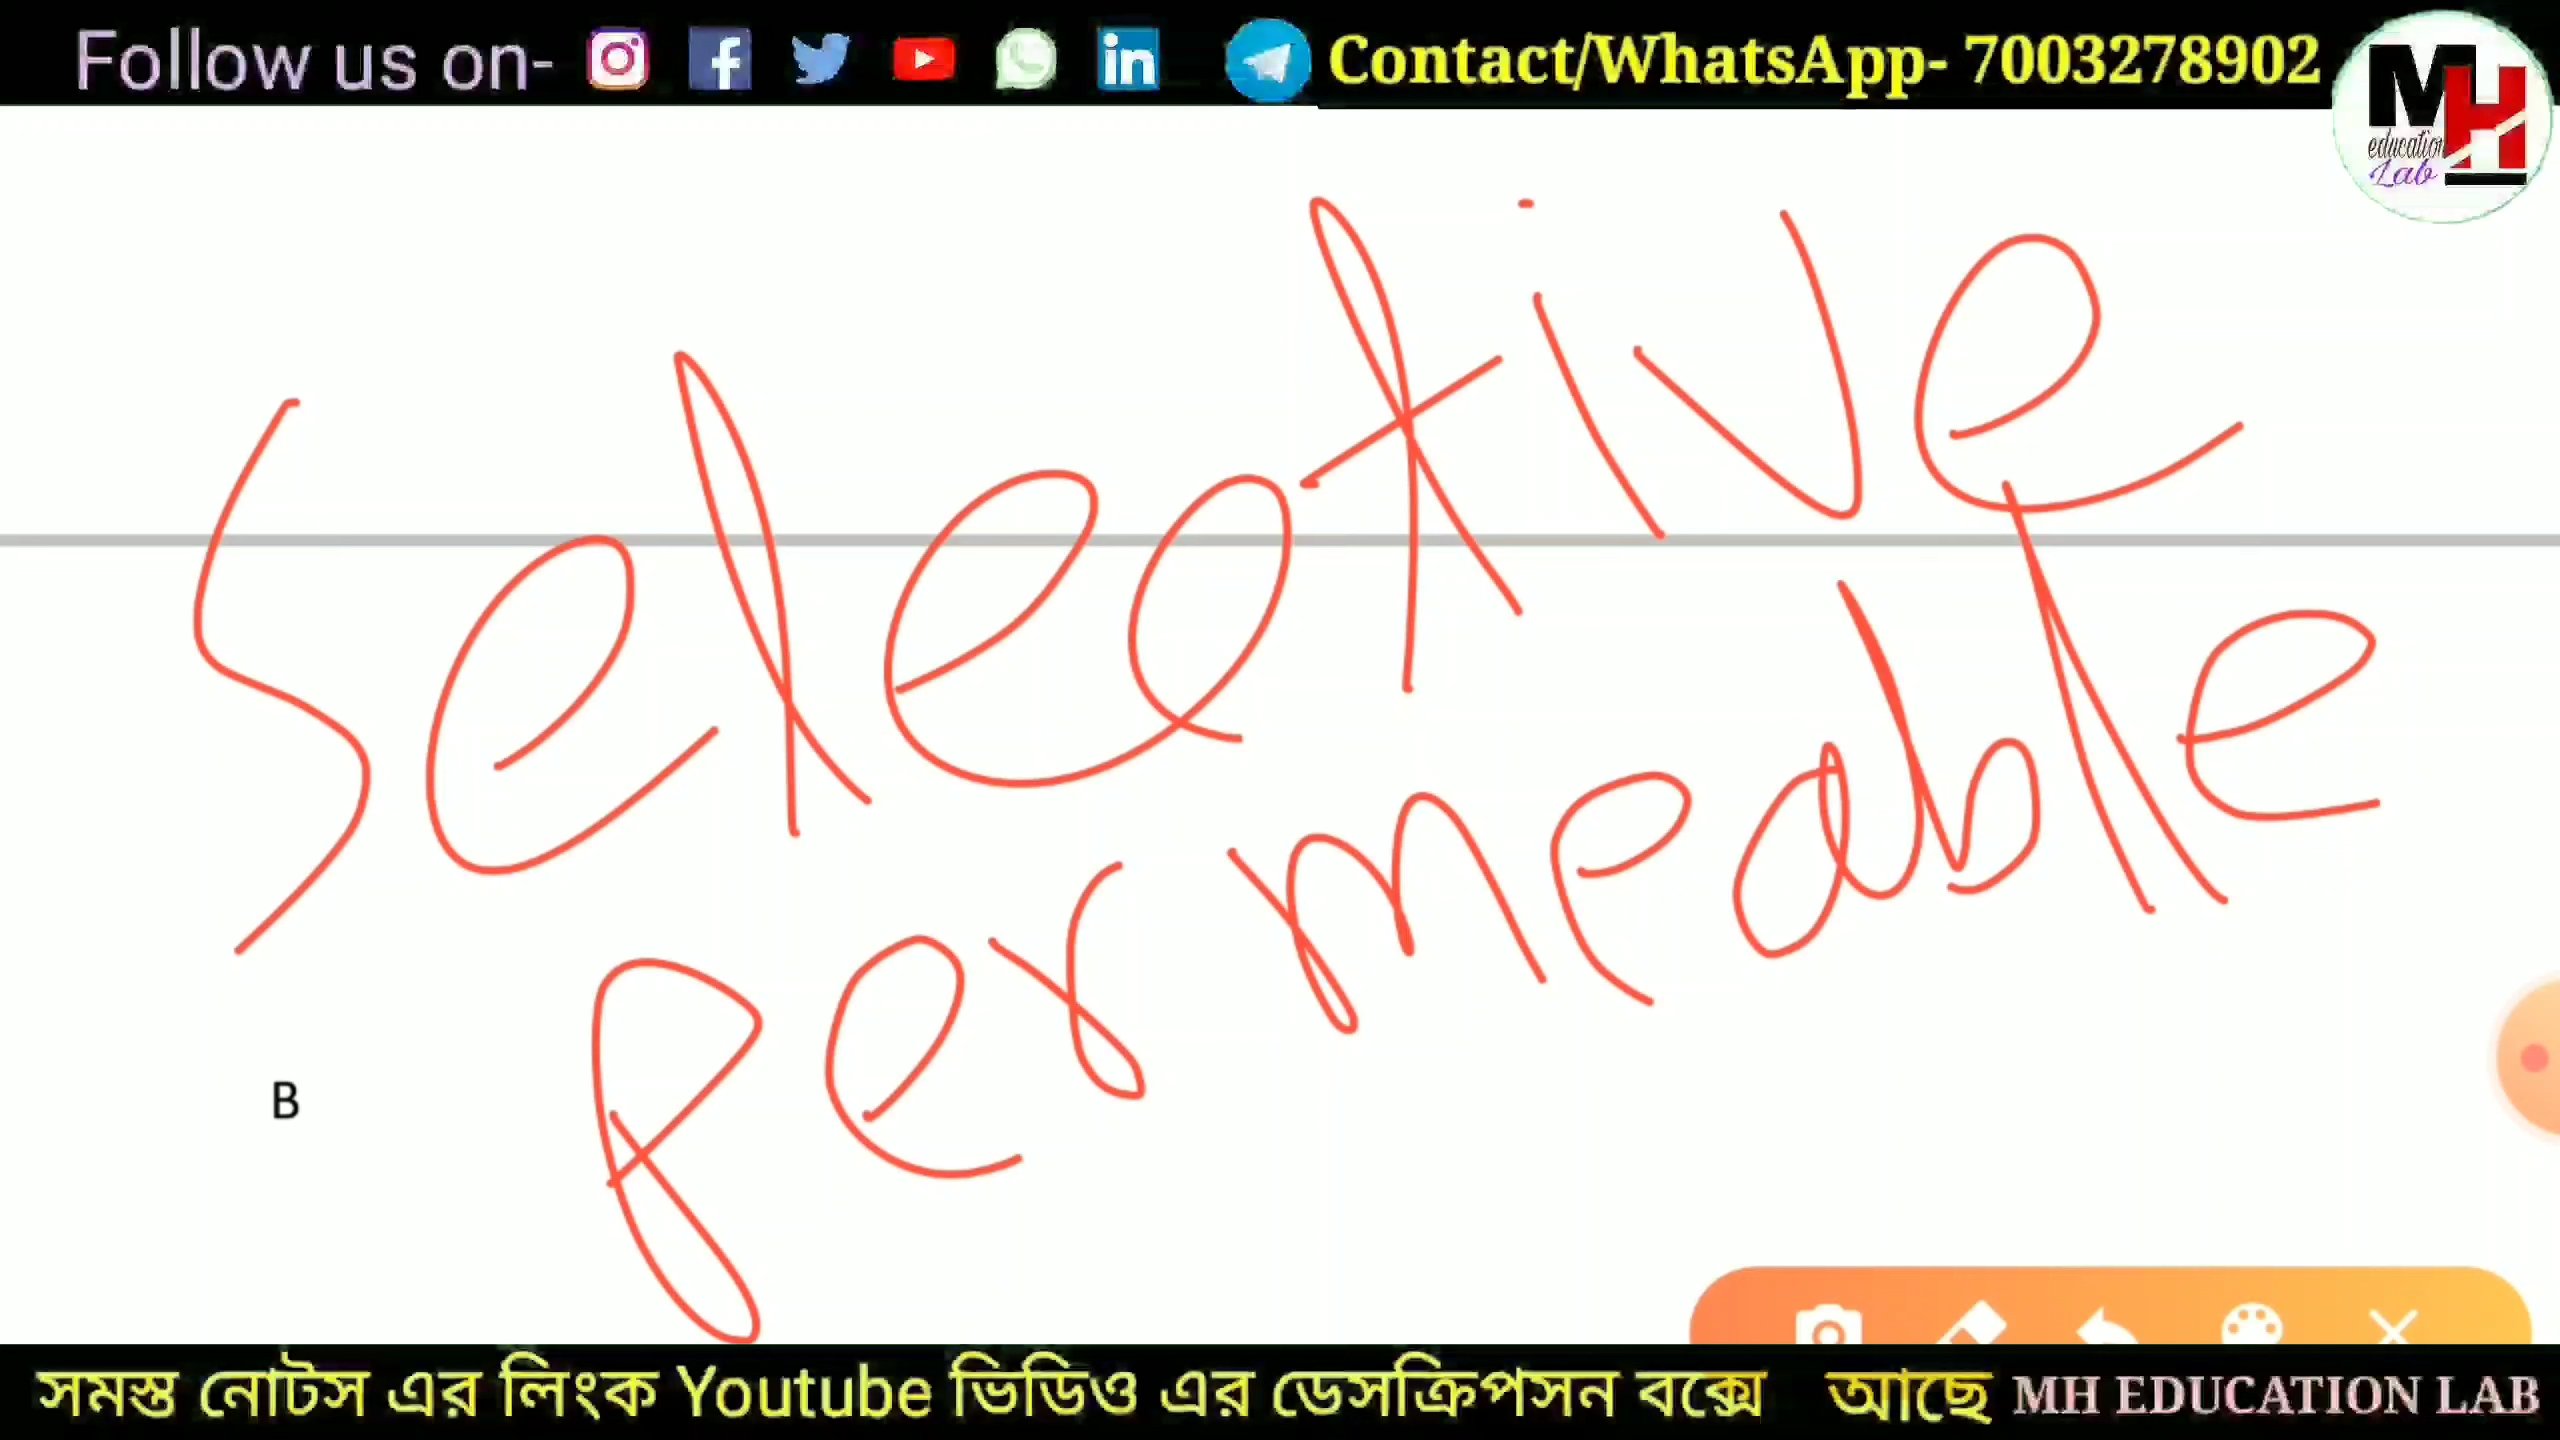 Follow us on- Contact/WhatsApp- 7003278902
MH
education
Lab
Selective
permeable
B
সমস্ত নোটস এর লিংক Youtube ভিডিও এর ডেসক্রিপসন বক্সে আছে MH EDUCATION LAB